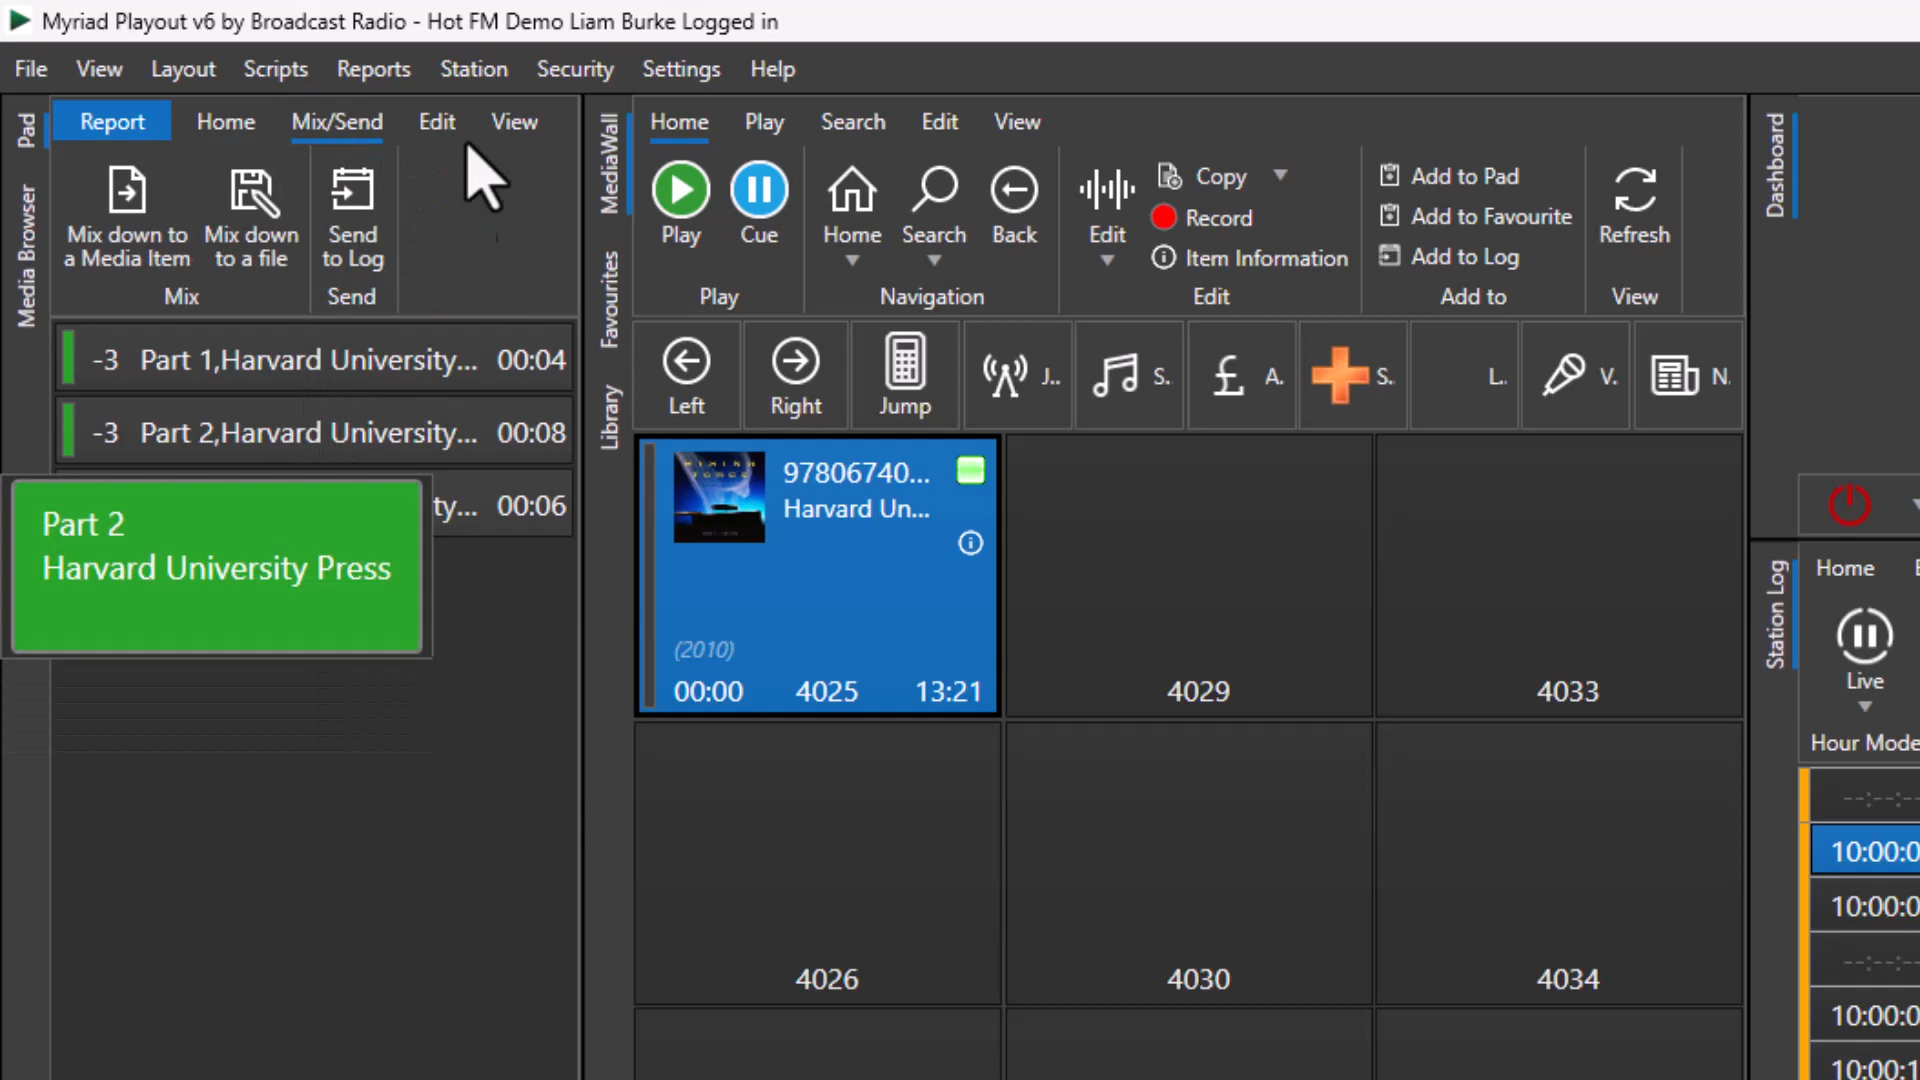 Myriad Playout v6 by Broadcast Radio - Hot FM Demo Liam Burke Logged in
File View Layout Scripts Reports Station Security Settings Help
Pad
Media Browser
Report Home Mix/Send Edit View
Mix down to
a Media Item
Mix down
to a file
Send
to Log
Mix
Send
-3 Part 1,Harvard University... 00:04
-3 Part 2,Harvard University... 00:08
ty... 00:06
Part 2
Harvard University Press
MediaWall
Favourites
Library
Home Play Search Edit View
Play
Cue
Play
Home
Search
Back
Navigation
Edit
Copy
Record
Item Information
Edit
Add to Pad
Add to Favourite
Add to Log
Add to
Refresh
View
Left
Right
Jump
J..
S.
A.
S.
L.
V.
N.
97806740...
Harvard Un...
(2010)
00:00 4025 13:21
4029
4033
4026
4030
4034
Dashboard
Station Log
Home
Live
Hour Mode
--:--:-
10:00:0
10:00:0
--:--:-
10:00:0
10:00:1